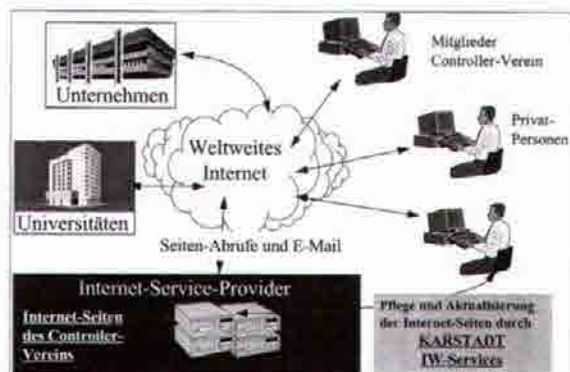 Unternehmen
Mitglieder
Controller-Verein
Privat-
Personen
Weltweites
Internet
Universitäten
Seiten-Abrufe und E-Mail
Internet-Service-Provider
Internet-Seiten
des Controller-
Vereins
Pflege und Aktualisierung
der Internet-Seiten durch
KARSTADT
IW-Services